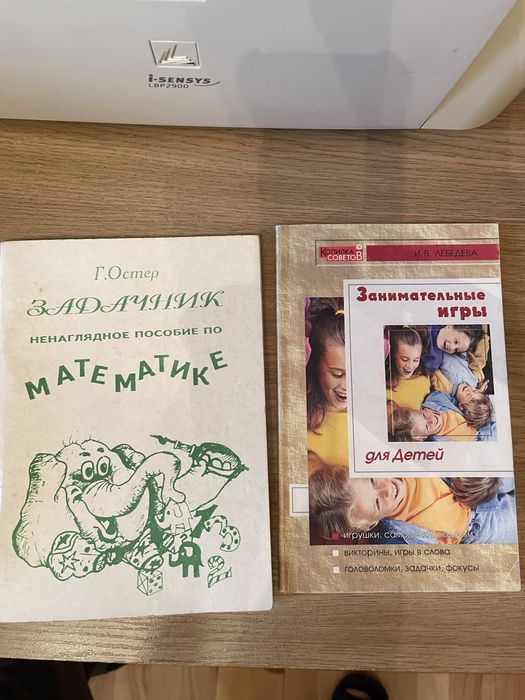 i-SENSYS
LBP2900
Г.Остер
ЗАДАЧНИК
НЕНАГЛЯДНОЕ ПОСОБИЕ ПО
МАТЕМАТИКЕ
КОПИЛКА
СОВЕТОВ
И.В. ЛЕБЕДЕВА
Занимательные
игры
для Детей
игрушки,
викторины, игры в слова
головоломки, задачки, фокусы